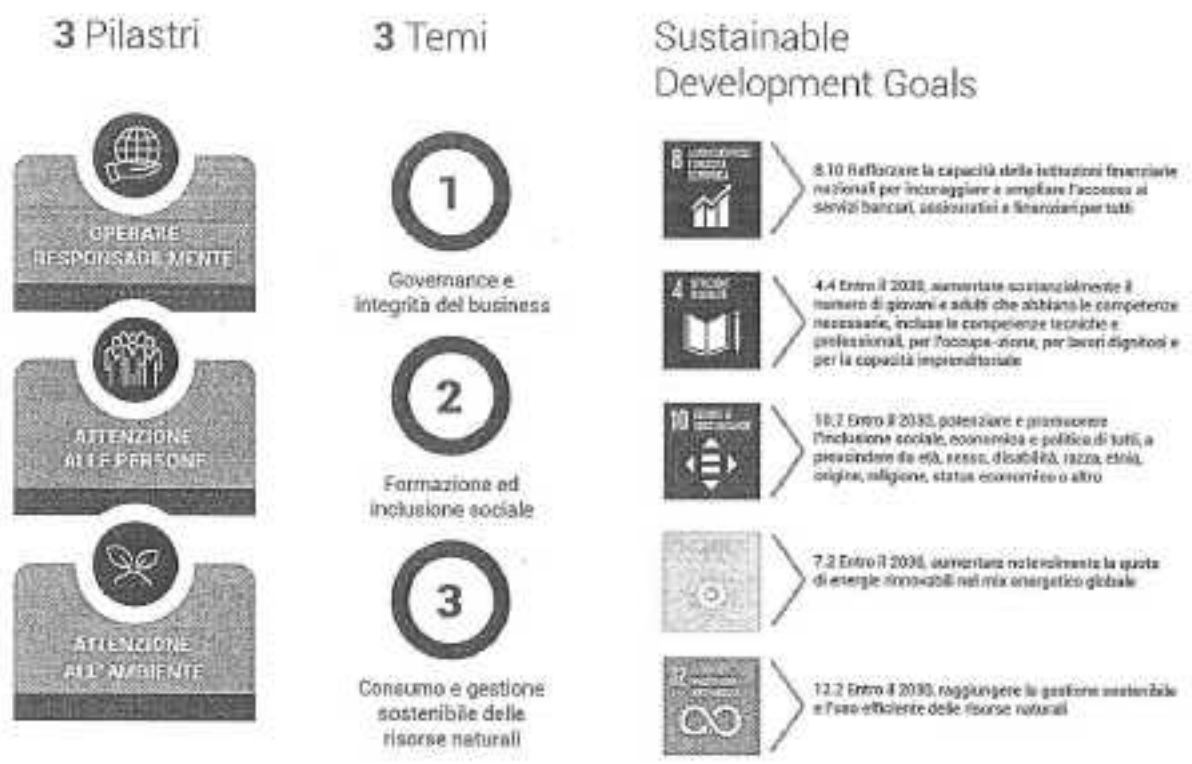 3 Pilastri
OPERARE
RESPONSABILMENTE
ATTENZIONE
ALLE PERSONE
ATTENZIONE
ALL'AMBIENTE
3 Temi
1
Governance e
integrità del business
2
Formazione ed
inclusione sociale
3
Consumo e gestione
sostenibile delle
risorse naturali
Sustainable
Development Goals
8
8.10 Rafforzare la capacità delle istituzioni finanziarie
nazionali per incoraggiare e ampliare l'accesso ai
servizi bancari, assicurativi e finanziari per tutti
4
4.4 Entro il 2030, aumentare sostanzialmente il
numero di giovani e adulti che abbiano le competenze
necessarie, incluse le competenze tecniche e
professionali, per l'occupa-zione, per lavori dignitosi e
per la capacità imprenditoriale
10
10.2 Entro il 2030, potenziare e promuovere
l'inclusione sociale, economica e politica di tutti, a
prescindere da età, sesso, disabilità, razza, etnia,
origine, religione, status economico o altro
7.2 Entro il 2030, aumentare notevolmente la quota
di energie rinnovabili nel mix energetico globale
12
12.2 Entro il 2030, raggiungere la gestione sostenibile
e l'uso efficiente delle risorse naturali